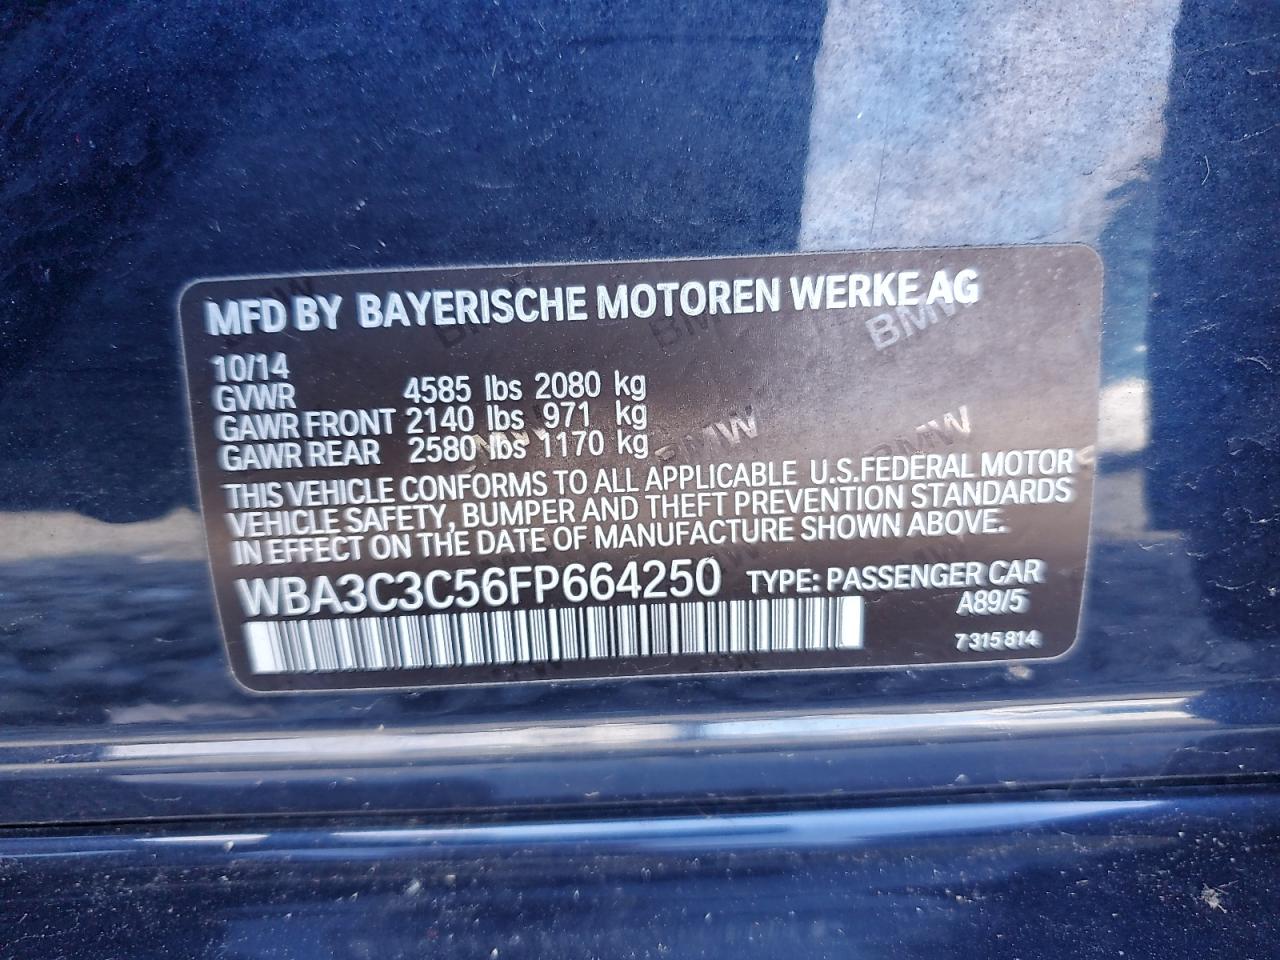 MFD BY BAYERISCHE MOTOREN WERKE AG
10/14
GVWR 4585 lbs 2080 kg
GAWR FRONT 2140 lbs 971 kg
GAWR REAR 2580 lbs 1170 kg
THIS VEHICLE CONFORMS TO ALL APPLICABLE U.S.FEDERAL MOTOR
VEHICLE SAFETY, BUMPER AND THEFT PREVENTION STANDARDS
IN EFFECT ON THE DATE OF MANUFACTURE SHOWN ABOVE.
WBA3C3C56FP664250 TYPE: PASSENGER CAR
A89/5
7 315 814